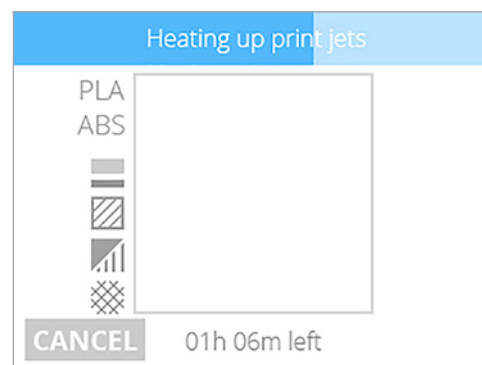 Heating up print jets
PLA
ABS
CANCEL
01h 06m left